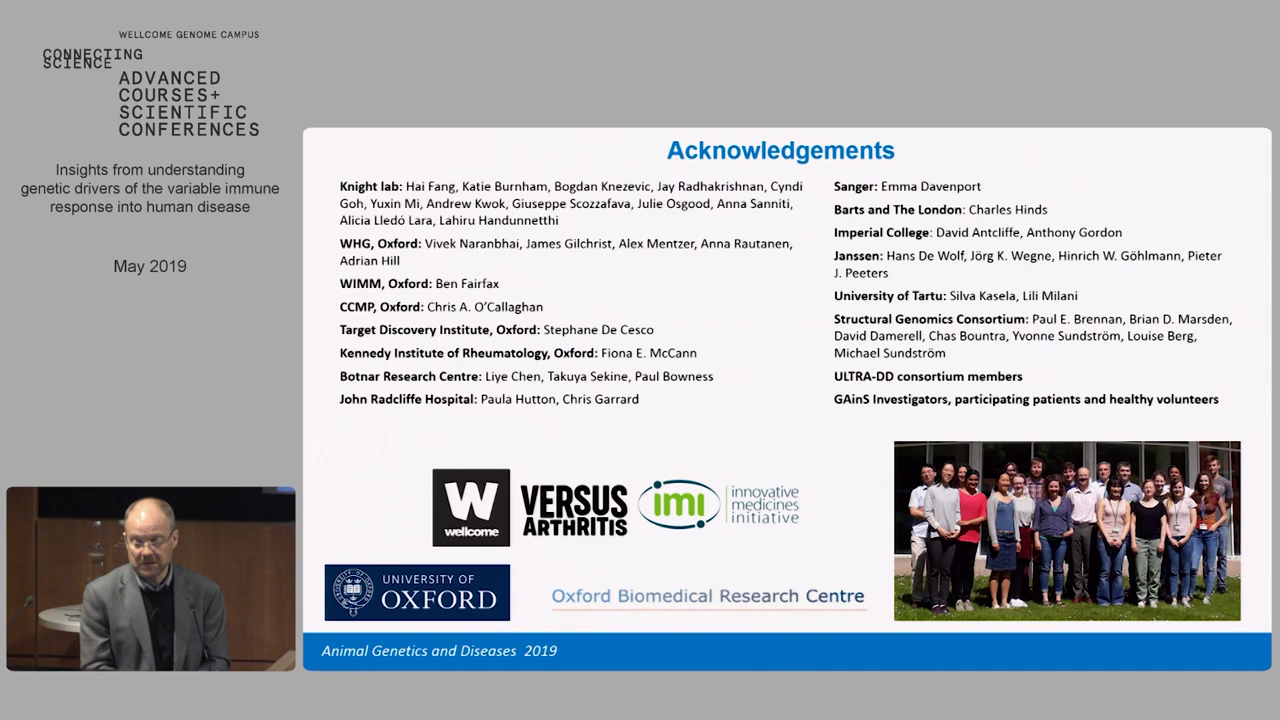 WELLCOME GENOME CAMPUS
CONNECTING
SCIENCE
ADVANCED
COURSES+
SCIENTIFIC
CONFERENCES
Insights from understanding
genetic drivers of the variable immune
response into human disease
May 2019
Acknowledgements
Knight lab: Hai Fang, Katie Burnham, Bogdan Knezevic, Jay Radhakrishnan, Cyndi
Goh, Yuxin Mi, Andrew Kwok, Giuseppe Scozzafava, Julie Osgood, Anna Sanniti,
Alicia Lledó Lara, Lahiru Handunnetthi
WHG, Oxford: Vivek Naranbhai, James Gilchrist, Alex Mentzer, Anna Rautanen,
Adrian Hill
WIMM, Oxford: Ben Fairfax
CCMP, Oxford: Chris A. O’Callaghan
Target Discovery Institute, Oxford: Stephane De Cesco
Kennedy Institute of Rheumatology, Oxford: Fiona E. McCann
Botnar Research Centre: Liye Chen, Takuya Sekine, Paul Bowness
John Radcliffe Hospital: Paula Hutton, Chris Garrard
Sanger: Emma Davenport
Barts and The London: Charles Hinds
Imperial College: David Antcliffe, Anthony Gordon
Janssen: Hans De Wolf, Jörg K. Wegne, Hinrich W. Göhlmann, Pieter
J. Peeters
University of Tartu: Silva Kasela, Lili Milani
Structural Genomics Consortium: Paul E. Brennan, Brian D. Marsden,
David Damerell, Chas Bountra, Yvonne Sundström, Louise Berg,
Michael Sundström
ULTRA-DD consortium members
GAinS Investigators, participating patients and healthy volunteers
W
wellcome
VERSUS
ARTHRITIS
imi
innovative
medicines
initiative
UNIVERSITY OF
OXFORD
Oxford Biomedical Research Centre
Animal Genetics and Diseases 2019